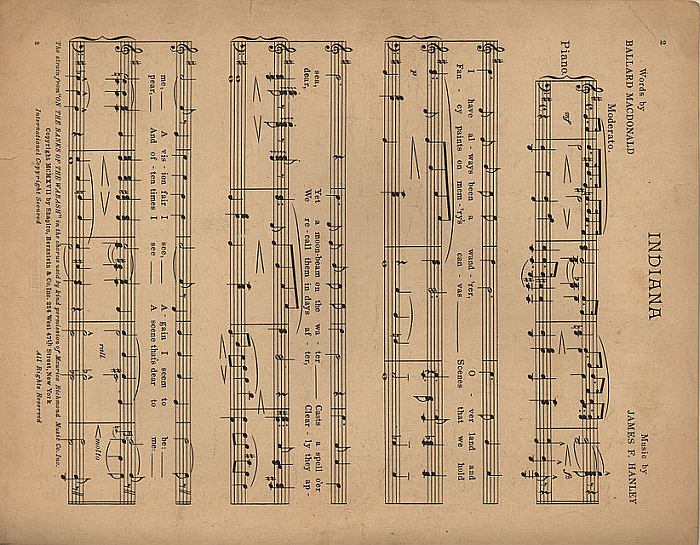 2
INDIANA
Words by
BALLARD MACDONALD
Music by
JAMES F. HANLEY
Moderato.
Piano.
mf
I have al - ways been a wand - 'rer, O - ver land and
Fan - cy paints on mem - 'ry's can - vas Scenes that we hold
p
sea, Yet a moon-beam on the wa - ter Casts a spell o'er
dear, We re - call them in days af - ter, Clear - ly they ap-
me, A vis - ion fair I see, A - gain I seem to be:
pear, And of - ten times I see A scene that's dear to me:
rall
molto
The strain from "ON THE BANKS OF THE WABASH" in the chorus used by kind permission of Maurice Richmond Music Co. Inc.
Copyright MCMXVII by Shapiro, Bernstein & Co. Inc. 224 West 47th Street, New York
International Copyright Secured
All Rights Reserved
2